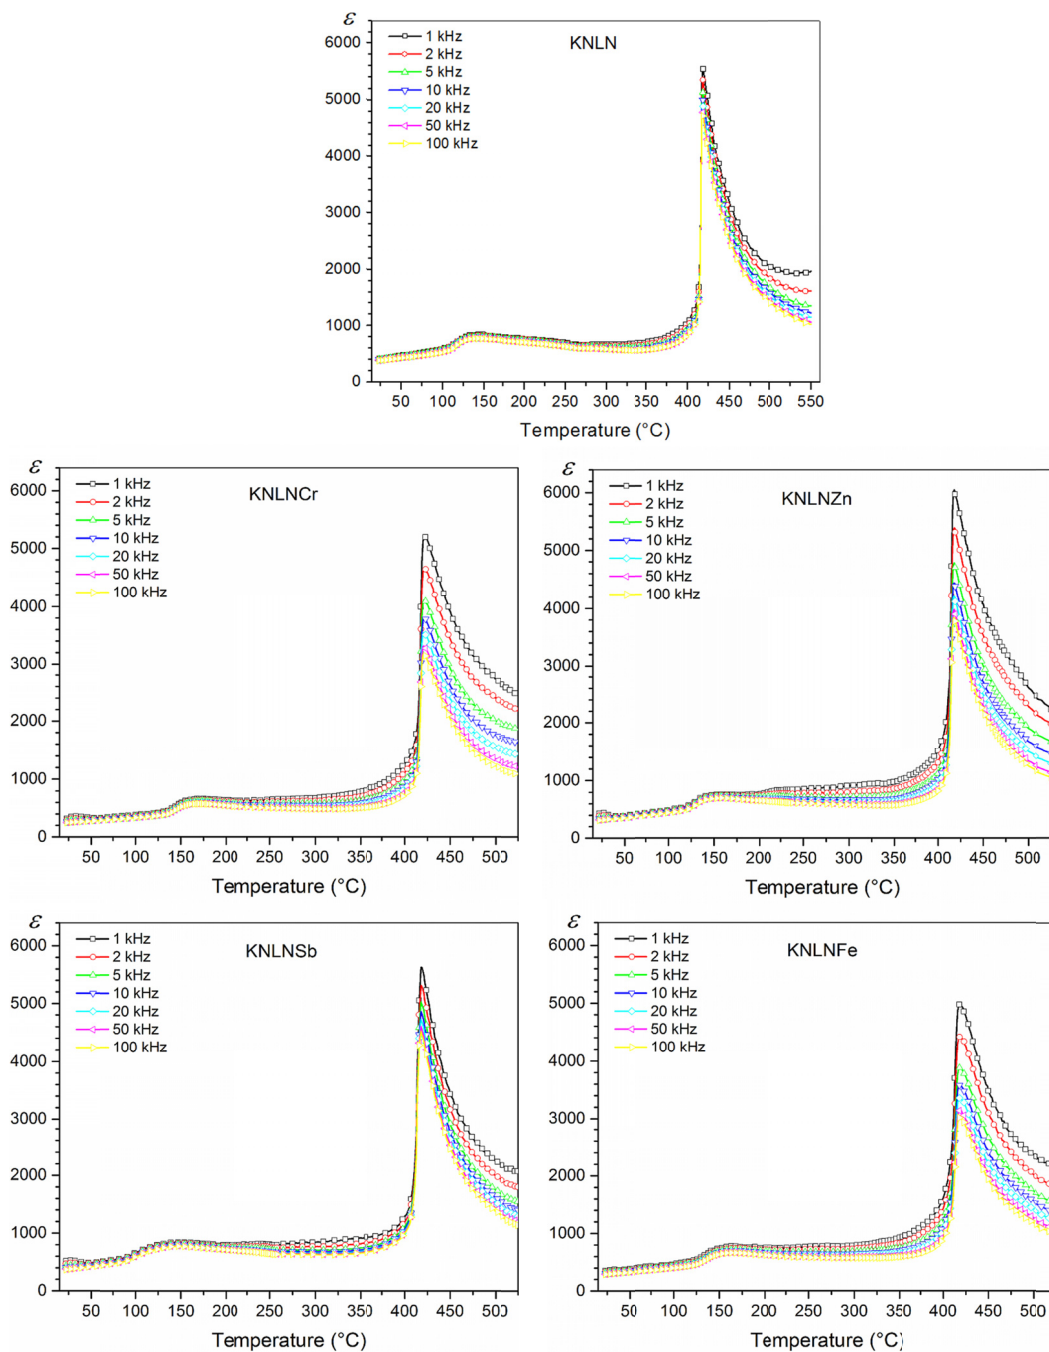 ε
KNLN
1 kHz
2 kHz
5 kHz
10 kHz
20 kHz
50 kHz
100 kHz
6000
5000
4000
3000
2000
1000
0
50 100 150 200 250 300 350 400 450 500 550
Temperature (°C)
ε
KNLNCr
1 kHz
2 kHz
5 kHz
10 kHz
20 kHz
50 kHz
100 kHz
6000
5000
4000
3000
2000
1000
0
50 100 150 200 250 300 350 400 450 500
Temperature (°C)
ε
KNLNZn
1 kHz
2 kHz
5 kHz
10 kHz
20 kHz
50 kHz
100 kHz
6000
5000
4000
3000
2000
1000
0
50 100 150 200 250 300 350 400 450 500
Temperature (°C)
ε
KNLNSb
1 kHz
2 kHz
5 kHz
10 kHz
20 kHz
50 kHz
100 kHz
6000
5000
4000
3000
2000
1000
0
50 100 150 200 250 300 350 400 450 500
Temperature (°C)
ε
KNLNFe
1 kHz
2 kHz
5 kHz
10 kHz
20 kHz
50 kHz
100 kHz
6000
5000
4000
3000
2000
1000
0
50 100 150 200 250 300 350 400 450 500
Temperature (°C)